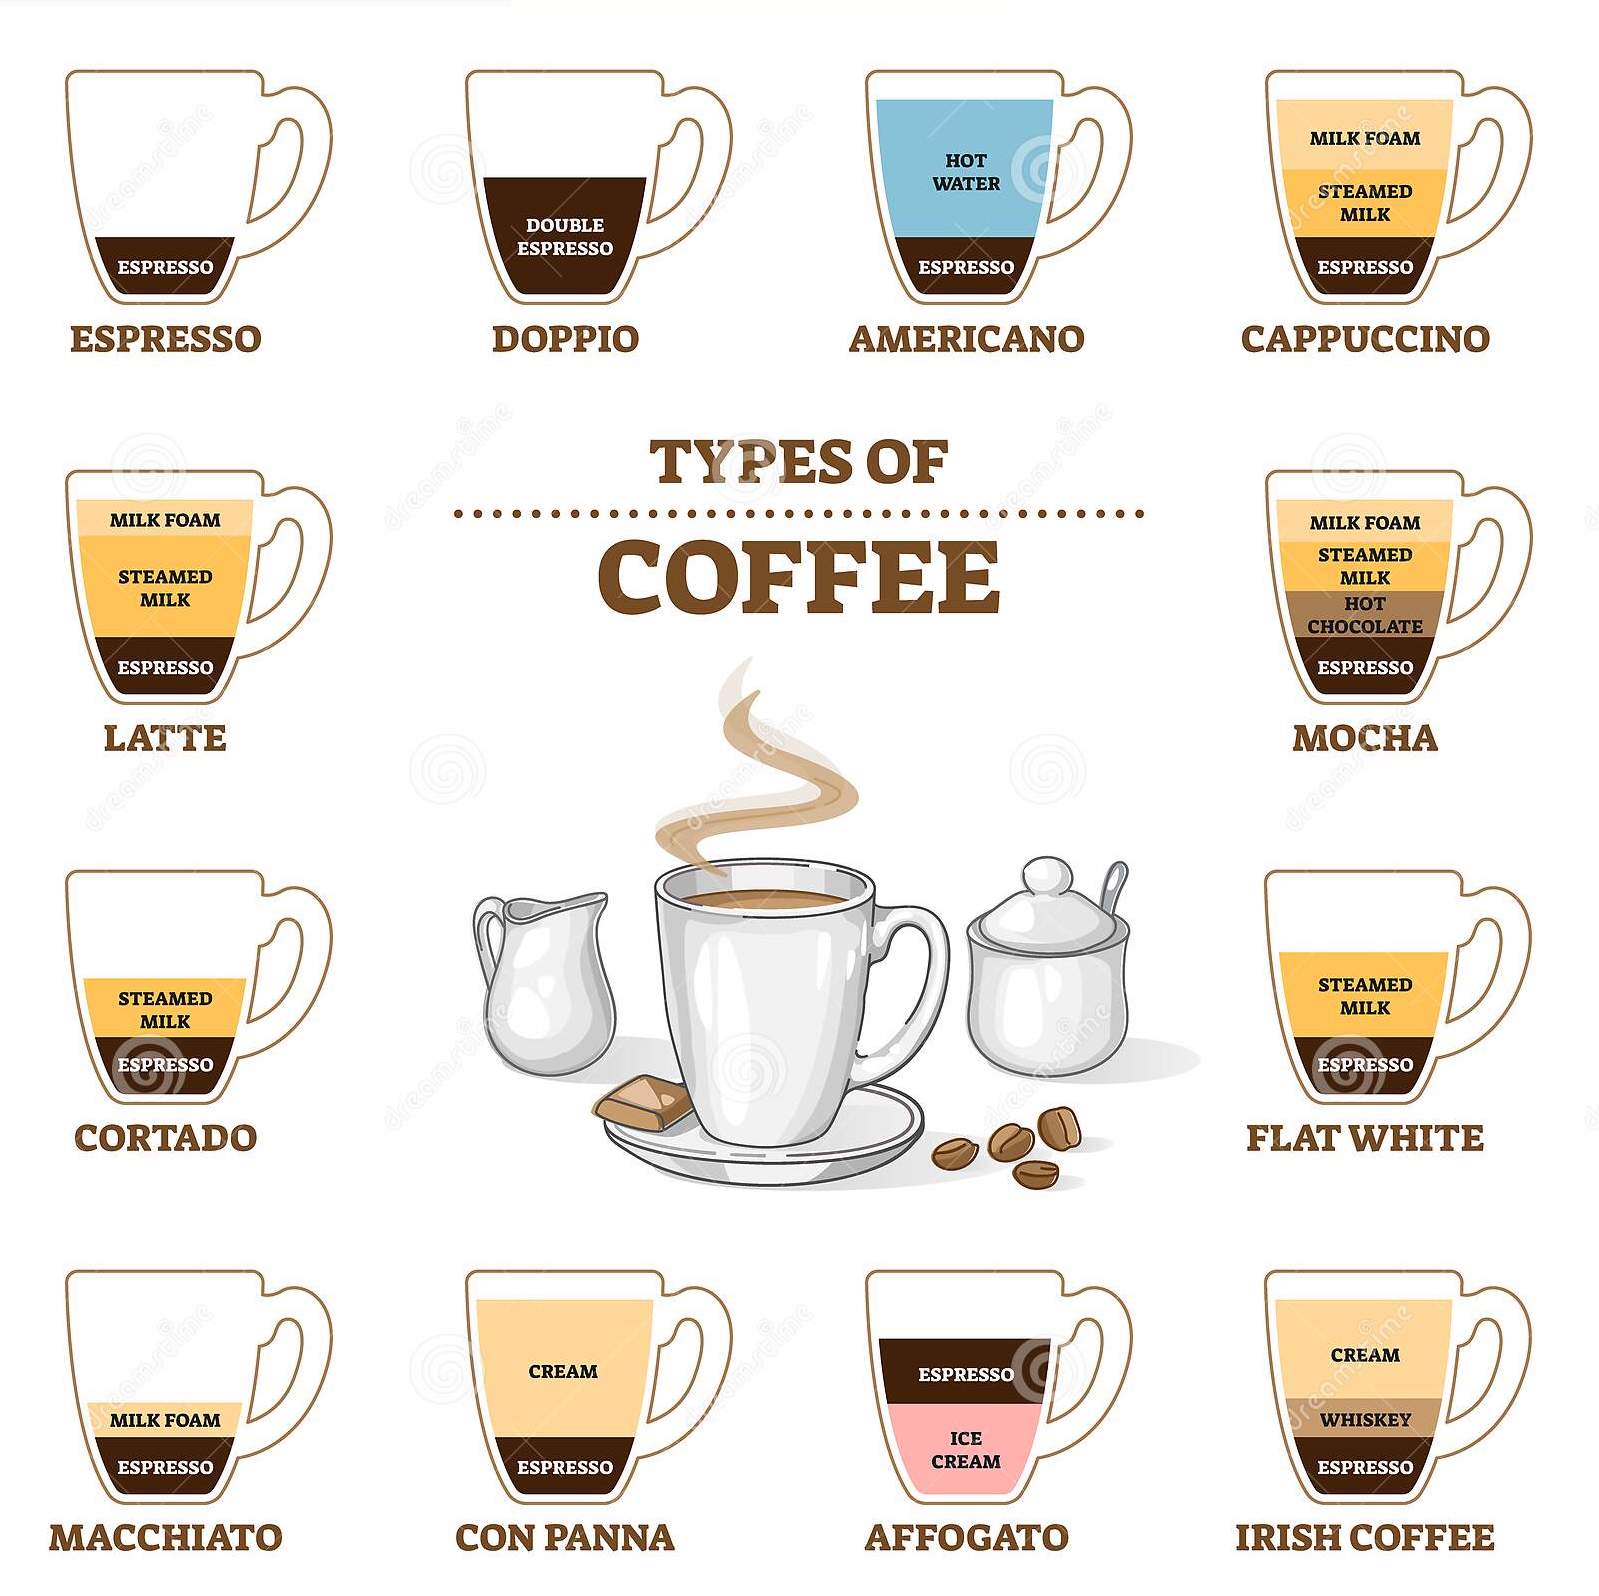 ESPRESSO
ESPRESSO
DOUBLE
ESPRESSO
DOPPIO
HOT
WATER
ESPRESSO
AMERICANO
MILK FOAM
STEAMED
MILK
ESPRESSO
CAPPUCCINO
TYPES OF
COFFEE
MILK FOAM
STEAMED
MILK
ESPRESSO
LATTE
MILK FOAM
STEAMED
MILK
HOT
CHOCOLATE
ESPRESSO
MOCHA
STEAMED
MILK
ESPRESSO
CORTADO
STEAMED
MILK
ESPRESSO
FLAT WHITE
MILK FOAM
ESPRESSO
MACCHIATO
CREAM
ESPRESSO
CON PANNA
ESPRESSO
ICE
CREAM
AFFOGATO
CREAM
WHISKEY
ESPRESSO
IRISH COFFEE
dreamstime